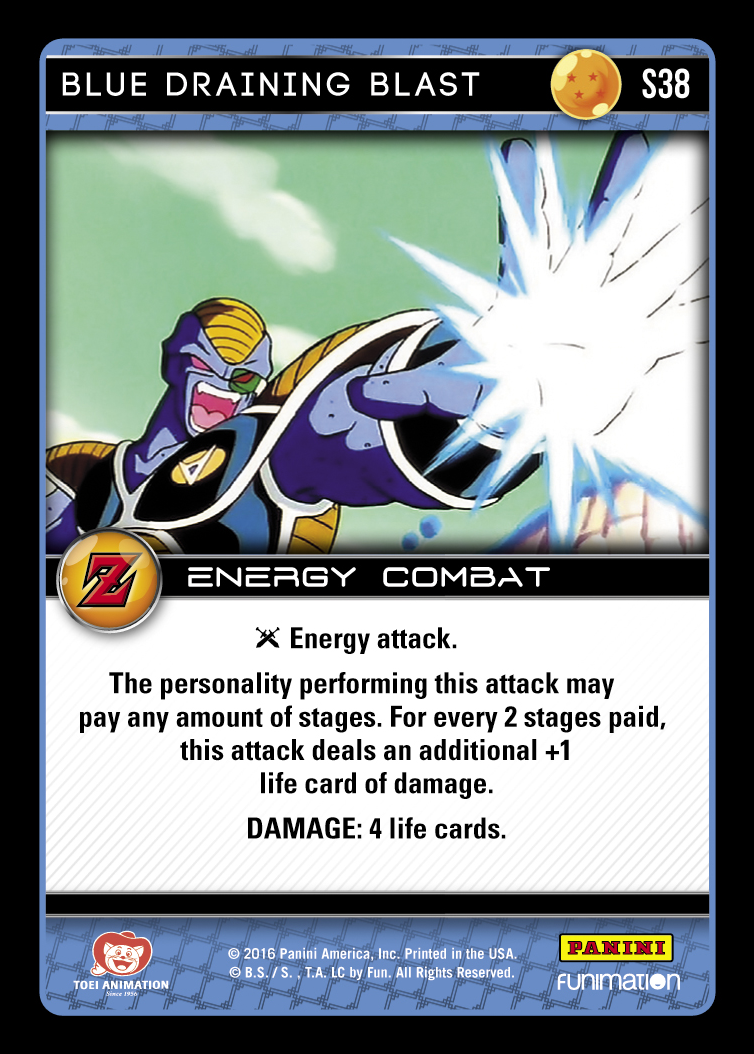 BLUE DRAINING BLAST
S38
Z
ENERGY COMBAT
Energy attack.
The personality performing this attack may
pay any amount of stages. For every 2 stages paid,
this attack deals an additional +1
life card of damage.
DAMAGE: 4 life cards.
TOEI ANIMATION
Since 1956
© 2016 Panini America, Inc. Printed in the USA.
© B.S. / S. , T.A. LC by Fun. All Rights Reserved.
PANINI
FUNIMATION